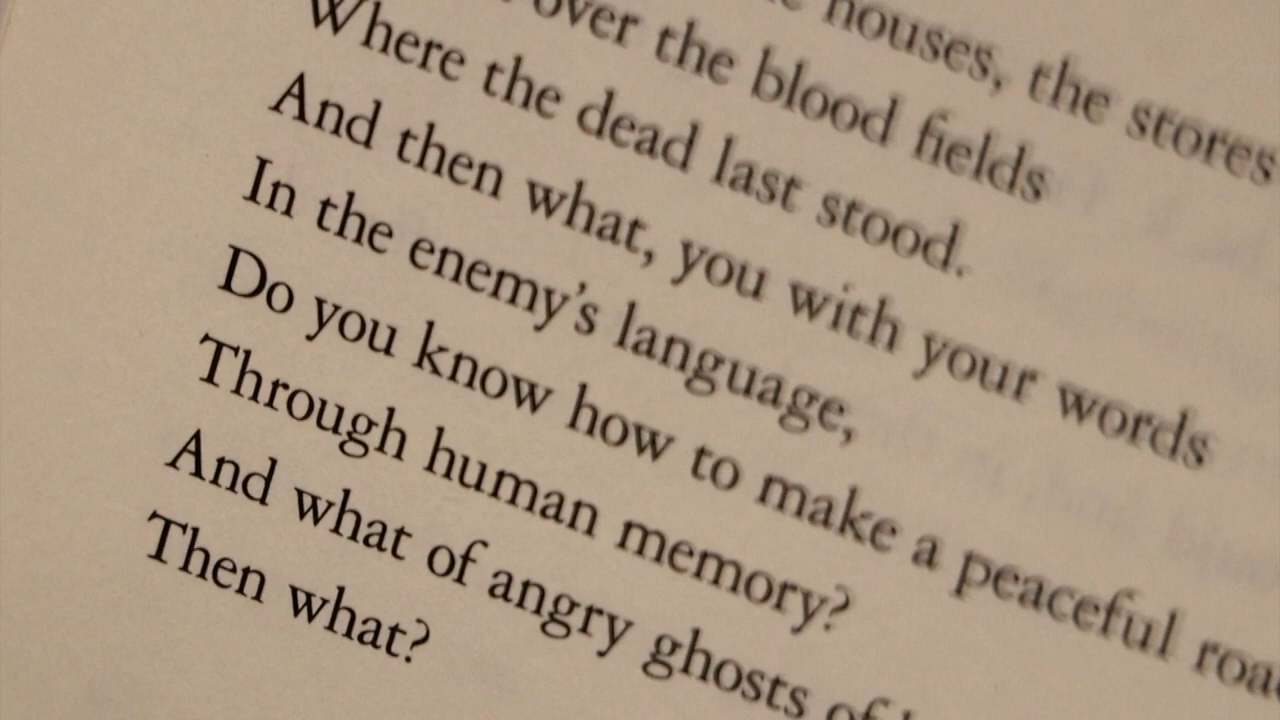 houses, the stores
over the blood fields
Where the dead last stood.
And then what, you with your words
In the enemy's language,
Do you know how to make a peaceful
Through human memory?
And what of angry ghosts of
Then what?